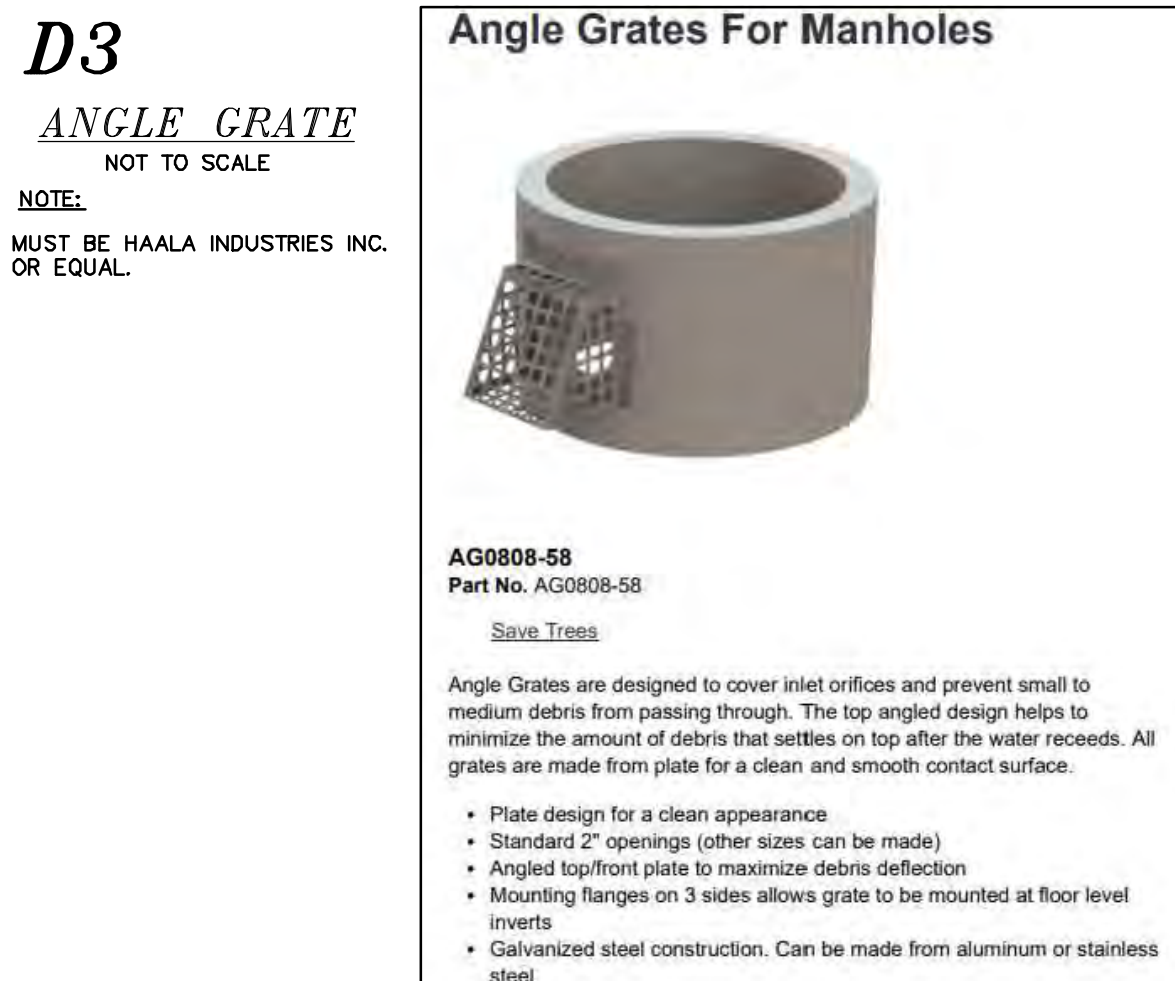 D3
ANGLE GRATE
NOT TO SCALE
NOTE:
MUST BE HAALA INDUSTRIES INC.
OR EQUAL.
Angle Grates For Manholes
AG0808-58
Part No. AG0808-58
Save Trees
Angle Grates are designed to cover inlet orifices and prevent small to
medium debris from passing through. The top angled design helps to
minimize the amount of debris that settles on top after the water receeds. All
grates are made from plate for a clean and smooth contact surface.
• Plate design for a clean appearance
• Standard 2" openings (other sizes can be made)
• Angled top/front plate to maximize debris deflection
• Mounting flanges on 3 sides allows grate to be mounted at floor level
inverts
• Galvanized steel construction. Can be made from aluminum or stainless
steel